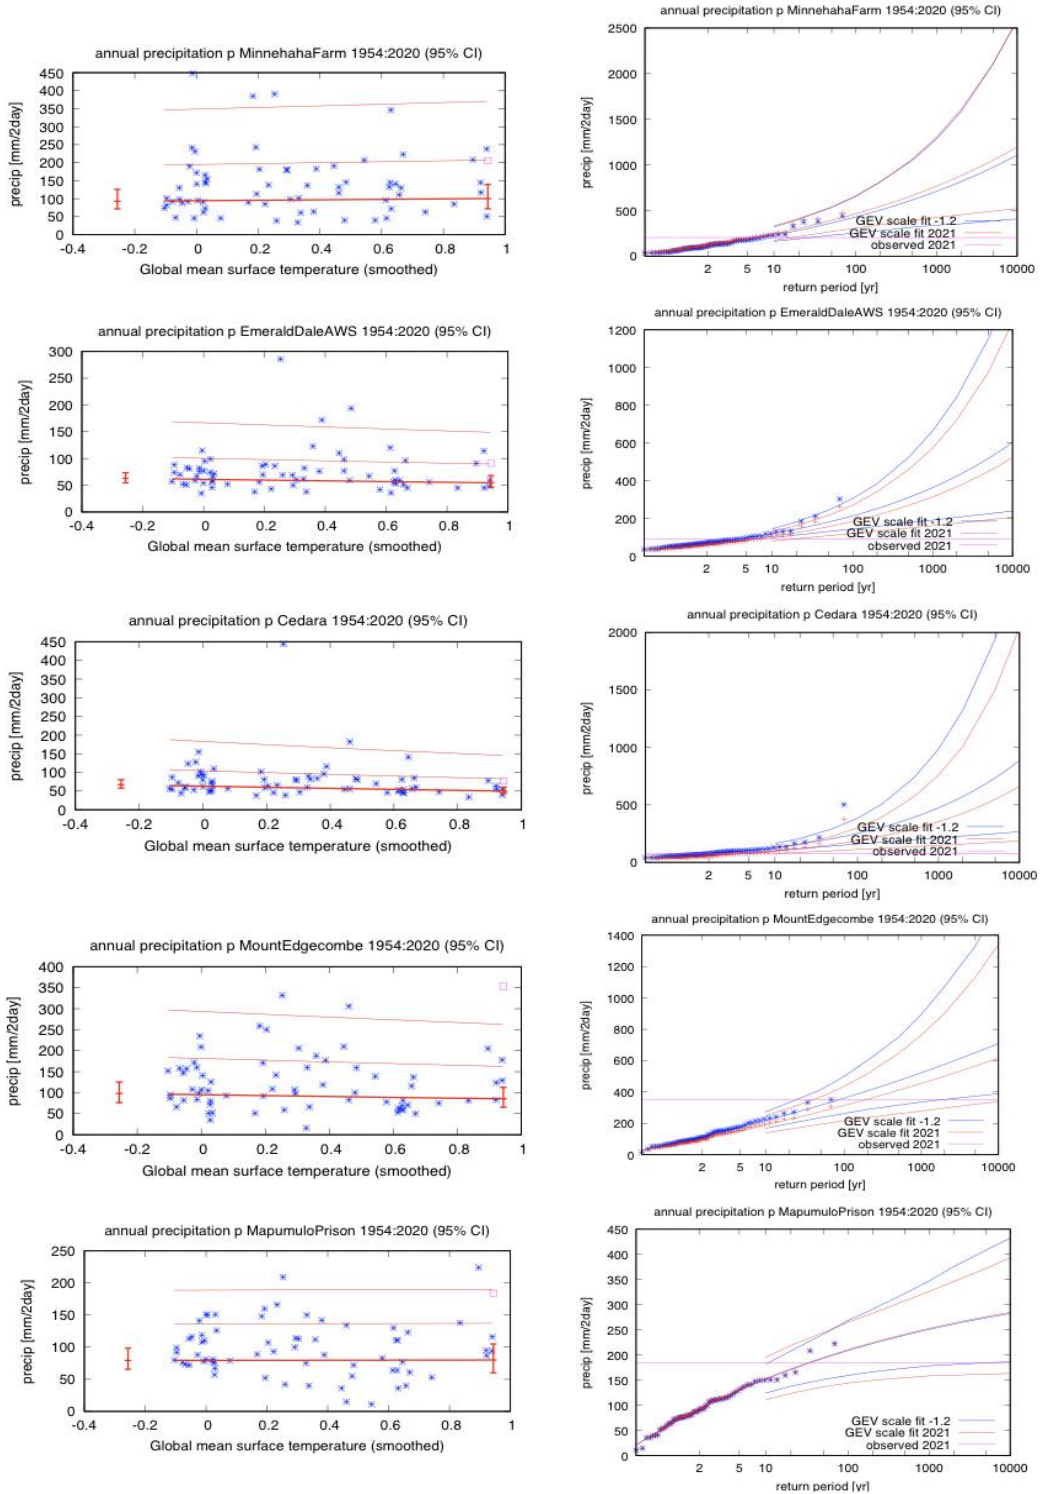 annual precipitation p MinnehahaFarm 1954:2020 (95% CI)
precip [mm/2day]
450
350
300
250
200
150
100
50
0
-0.4 -0.2 0 0.2 0.4 0.6 0.8 1
Global mean surface temperature (smoothed)
annual precipitation p MinnehahaFarm 1954:2020 (95% CI)
precip [mm/2day]
2500
2000
1500
1000
500
0
GEV scale fit -1.2
GEV scale fit 2021
observed 2021
2 5 10 100 1000 10000
return period [yr]
annual precipitation p EmeraldDaleAWS 1954:2020 (95% CI)
precip [mm/2day]
300
250
200
150
100
50
0
-0.4 -0.2 0 0.2 0.4 0.6 0.8 1
Global mean surface temperature (smoothed)
annual precipitation p EmeraldDaleAWS 1954:2020 (95% CI)
precip [mm/2day]
1200
1000
800
600
400
200
0
GEV scale fit -1.2
GEV scale fit 2021
observed 2021
2 5 10 100 1000 10000
return period [yr]
annual precipitation p Cedara 1954:2020 (95% CI)
precip [mm/2day]
450
400
350
300
250
200
150
100
50
0
-0.4 -0.2 0 0.2 0.4 0.6 0.8 1
Global mean surface temperature (smoothed)
annual precipitation p Cedara 1954:2020 (95% CI)
precip [mm/2day]
2000
1500
1000
500
0
GEV scale fit -1.2
GEV scale fit 2021
observed 2021
2 5 10 100 1000 10000
return period [yr]
annual precipitation p MountEdgecombe 1954:2020 (95% CI)
precip [mm/2day]
400
350
300
250
200
150
100
50
0
-0.4 -0.2 0 0.2 0.4 0.6 0.8 1
Global mean surface temperature (smoothed)
annual precipitation p MountEdgecombe 1954:2020 (95% CI)
precip [mm/2day]
1400
1200
1000
800
600
400
200
0
GEV scale fit -1.2
GEV scale fit 2021
observed 2021
2 5 10 100 1000 10000
return period [yr]
annual precipitation p MapumuloPrison 1954:2020 (95% CI)
precip [mm/2day]
250
200
150
100
50
0
-0.4 -0.2 0 0.2 0.4 0.6 0.8 1
Global mean surface temperature (smoothed)
annual precipitation p MapumuloPrison 1954:2020 (95% CI)
precip [mm/2day]
450
400
350
300
250
200
150
100
50
0
GEV scale fit -1.2
GEV scale fit 2021
observed 2021
2 5 10 100 1000 10000
return period [yr]